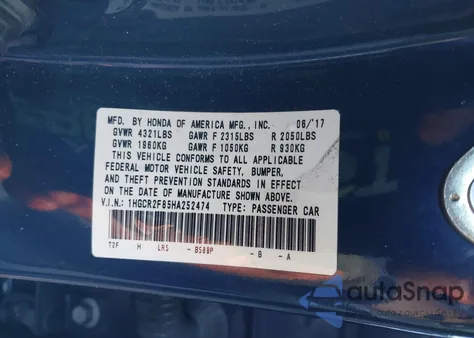 MFD. BY HONDA OF AMERICA MFG., INC. 06/'17
GVWR 4321LBS GAWR F 2315LBS R 2050LBS
GVWR 1960KG GAWR F 1050KG R 930KG
THIS VEHICLE CONFORMS TO ALL APPLICABLE
FEDERAL MOTOR VEHICLE SAFETY, BUMPER,
AND THEFT PREVENTION STANDARDS IN EFFECT
ON THE DATE OF MANUFACTURE SHOWN ABOVE.
V.I.N.: 1HGCR2F85HA252474 TYPE: PASSENGER CAR
T2F H LRS - B588P - B - A
autoSnap